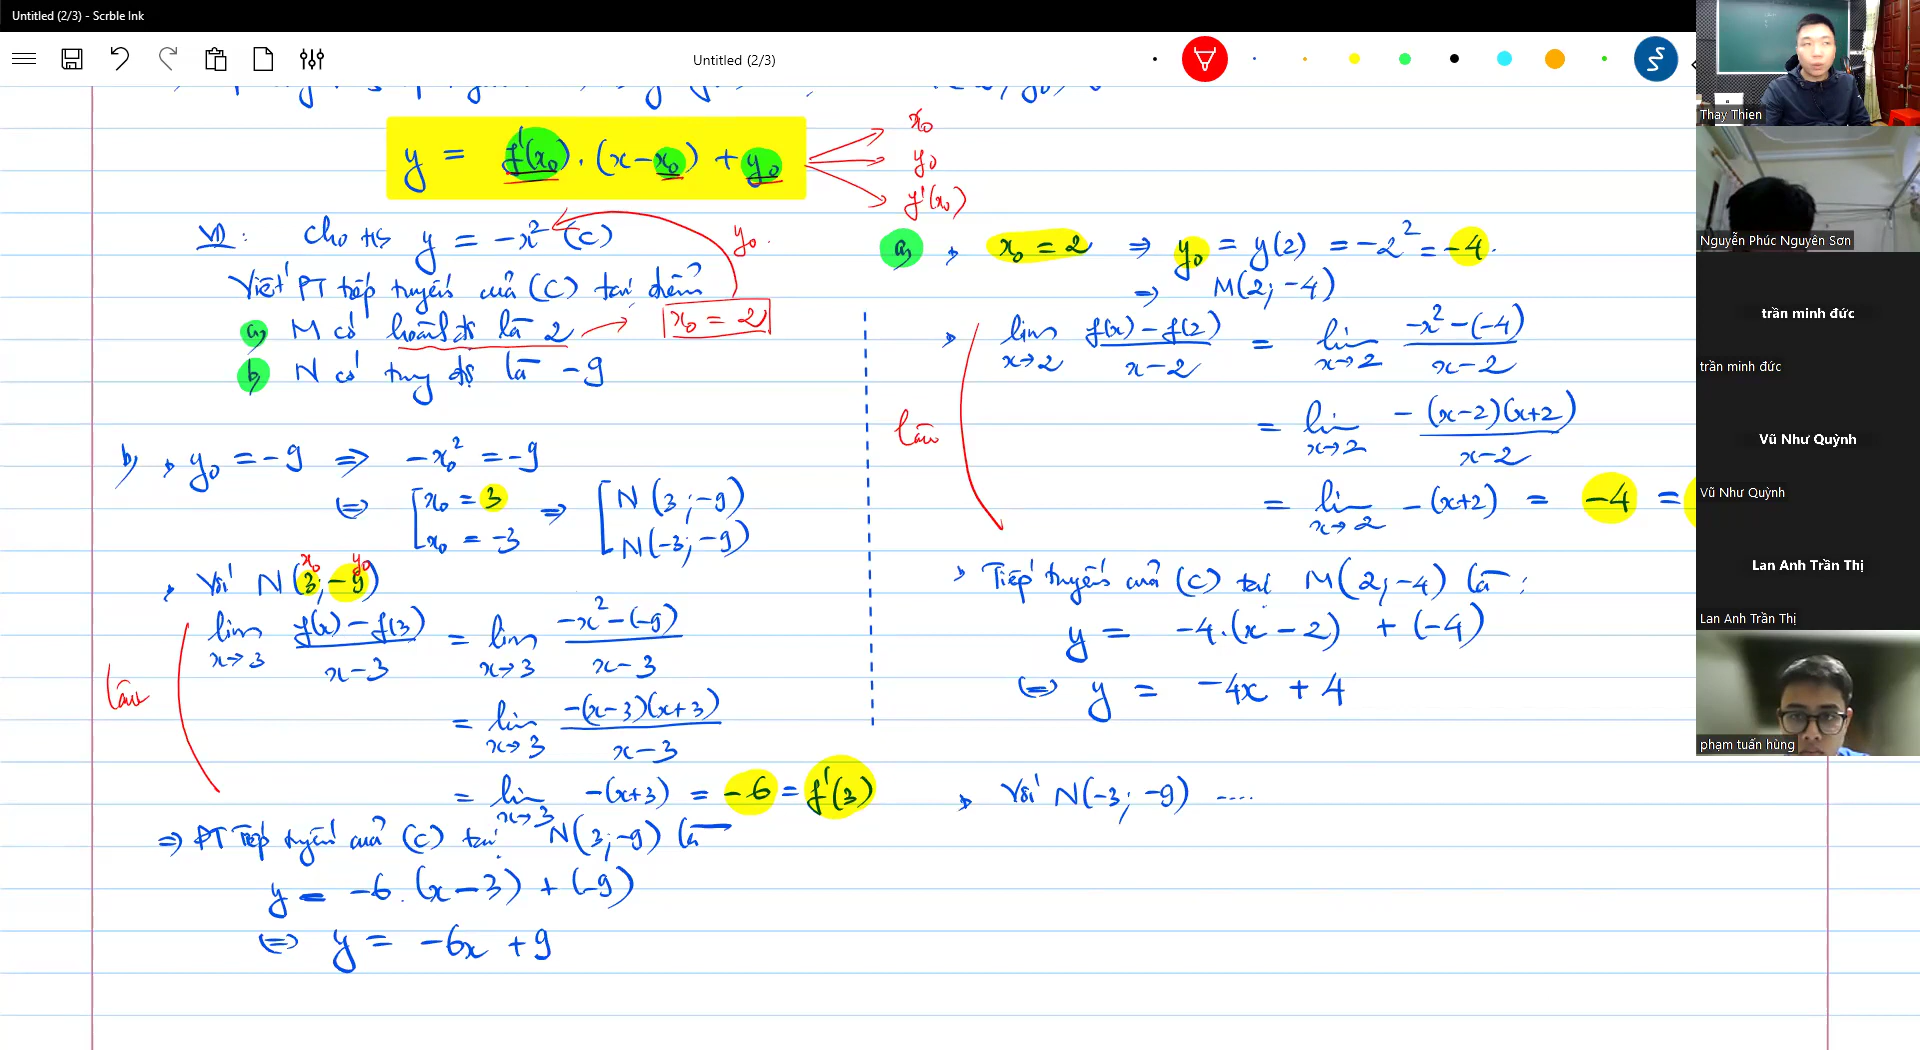 Untitled (2/3) - Scrble Ink
Untitled (2/3)
y = f'(x₀).(x-x₀) + y₀
x₀
y₀
y'(x₀)
VD: Cho hs y = -x² (C)
y₀
Viết PT tiếp tuyến của (C) tại điểm
a) M có hoành độ là 2
x₀ = 2
b) N có tung độ là -9
b) y₀ = -9 ⇒ -x₀² = -9
⇔ [ x₀ = 3 ⇒ [ N(3; -9)
x₀ = -3 N(-3; -9)
x₀ y₀
Với N(3; -9)
lim x→3 (f(x) - f(3))/(x-3) = lim x→3 (-x² - (-9))/(x-3)
= lim x→3 (-(x-3)(x+3))/(x-3)
= lim x→3 -(x+3) = -6 = f'(3)
⇒ PT tiếp tuyến của (C) tại N(3; -9) là
y = -6.(x-3) + (-9)
⇔ y = -6x + 9
a) x₀ = 2 ⇒ y₀ = y(2) = -2² = -4.
⇒ M(2; -4)
lim x→2 (f(x) - f(2))/(x-2) = lim x→2 (-x² - (-4))/(x-2)
= lim x→2 (-(x-2)(x+2))/(x-2)
= lim x→2 -(x+2) = -4 =
Tiếp tuyến của (C) tại M(2; -4) là:
y = -4.(x-2) + (-4)
⇔ y = -4x + 4
Với N(-3; -9) ....
Thay Thien
Nguyễn Phúc Nguyên Sơn
trần minh đức
trần minh đức
Vũ Như Quỳnh
Vũ Như Quỳnh
Lan Anh Trần Thị
Lan Anh Trần Thị
phạm tuấn hùng